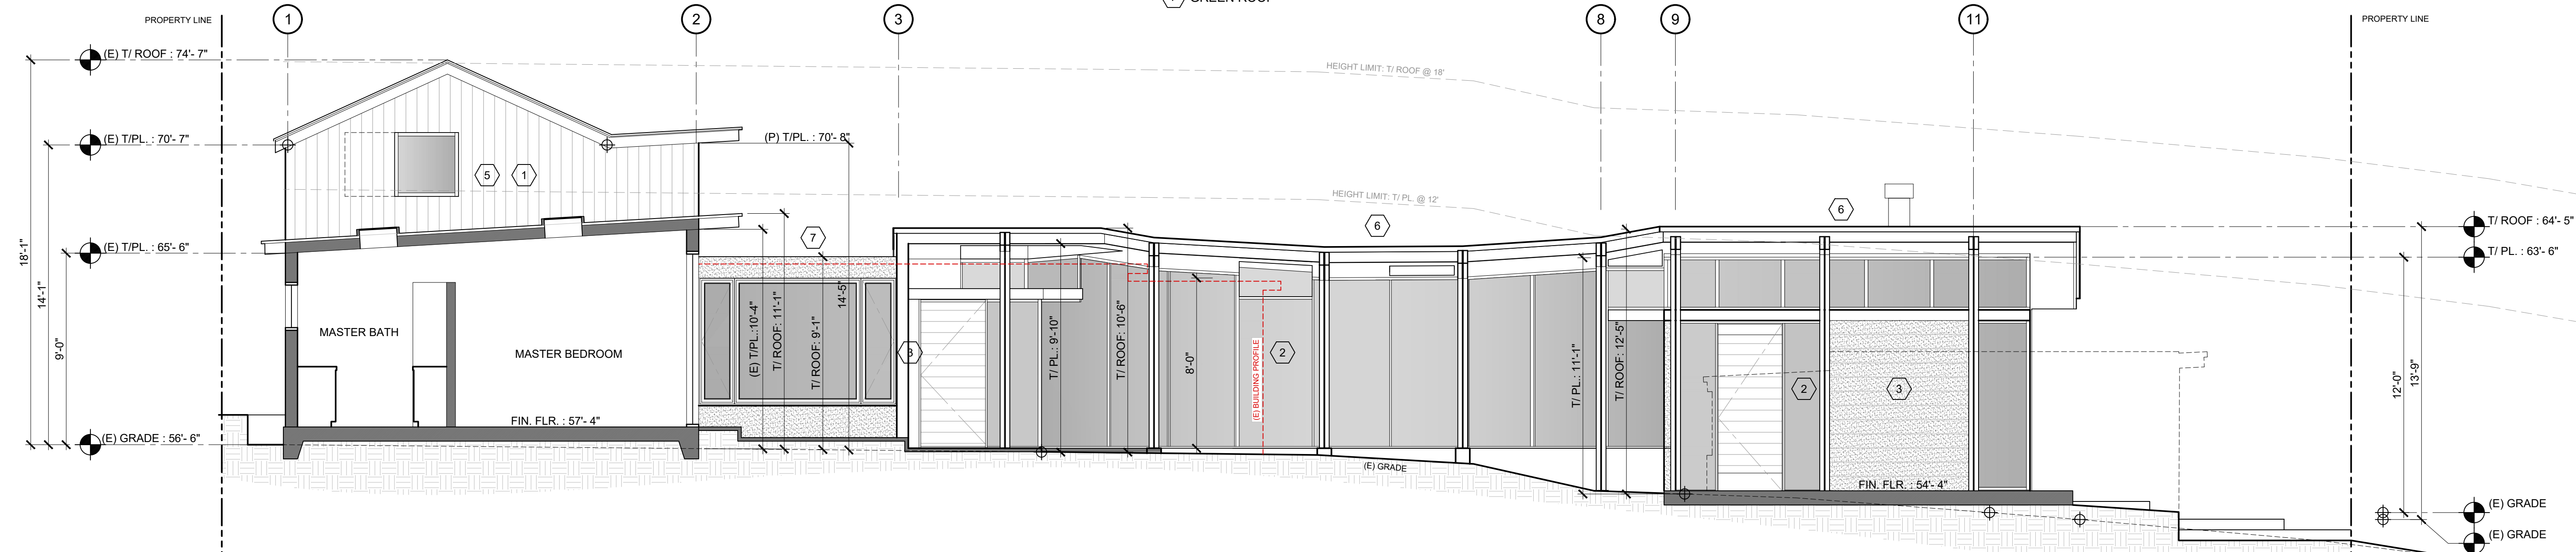 7 GREEN ROOF
PROPERTY LINE
1
2
3
8
9
11
PROPERTY LINE
(E) T/ ROOF : 74'- 7"
HEIGHT LIMIT: T/ ROOF @ 18'
(E) T/PL. : 70'- 7"
(P) T/PL. : 70'- 8"
5
1
HEIGHT LIMIT: T/ PL. @ 12'
6
6
7
(E) T/PL. : 65'- 6"
T/ ROOF : 64'- 5"
T/ PL. : 63'- 6"
18'-1"
14'-1"
9'-0"
MASTER BATH
MASTER BEDROOM
(E) T/PL.:10'-4"
T/ ROOF: 11'-1"
T/ ROOF: 9'-1"
14'-5"
3
T/ PL.: 9'-10"
T/ ROOF: 10'-6"
8'-0"
(E) BUILDING PROFILE
2
T/ PL.: 11'-1"
T/ ROOF: 12'-5"
2
3
12'-0"
13'-9"
FIN. FLR. : 57'- 4"
(E) GRADE : 56'- 6"
(E) GRADE
FIN. FLR. : 54'- 4"
(E) GRADE
(E) GRADE